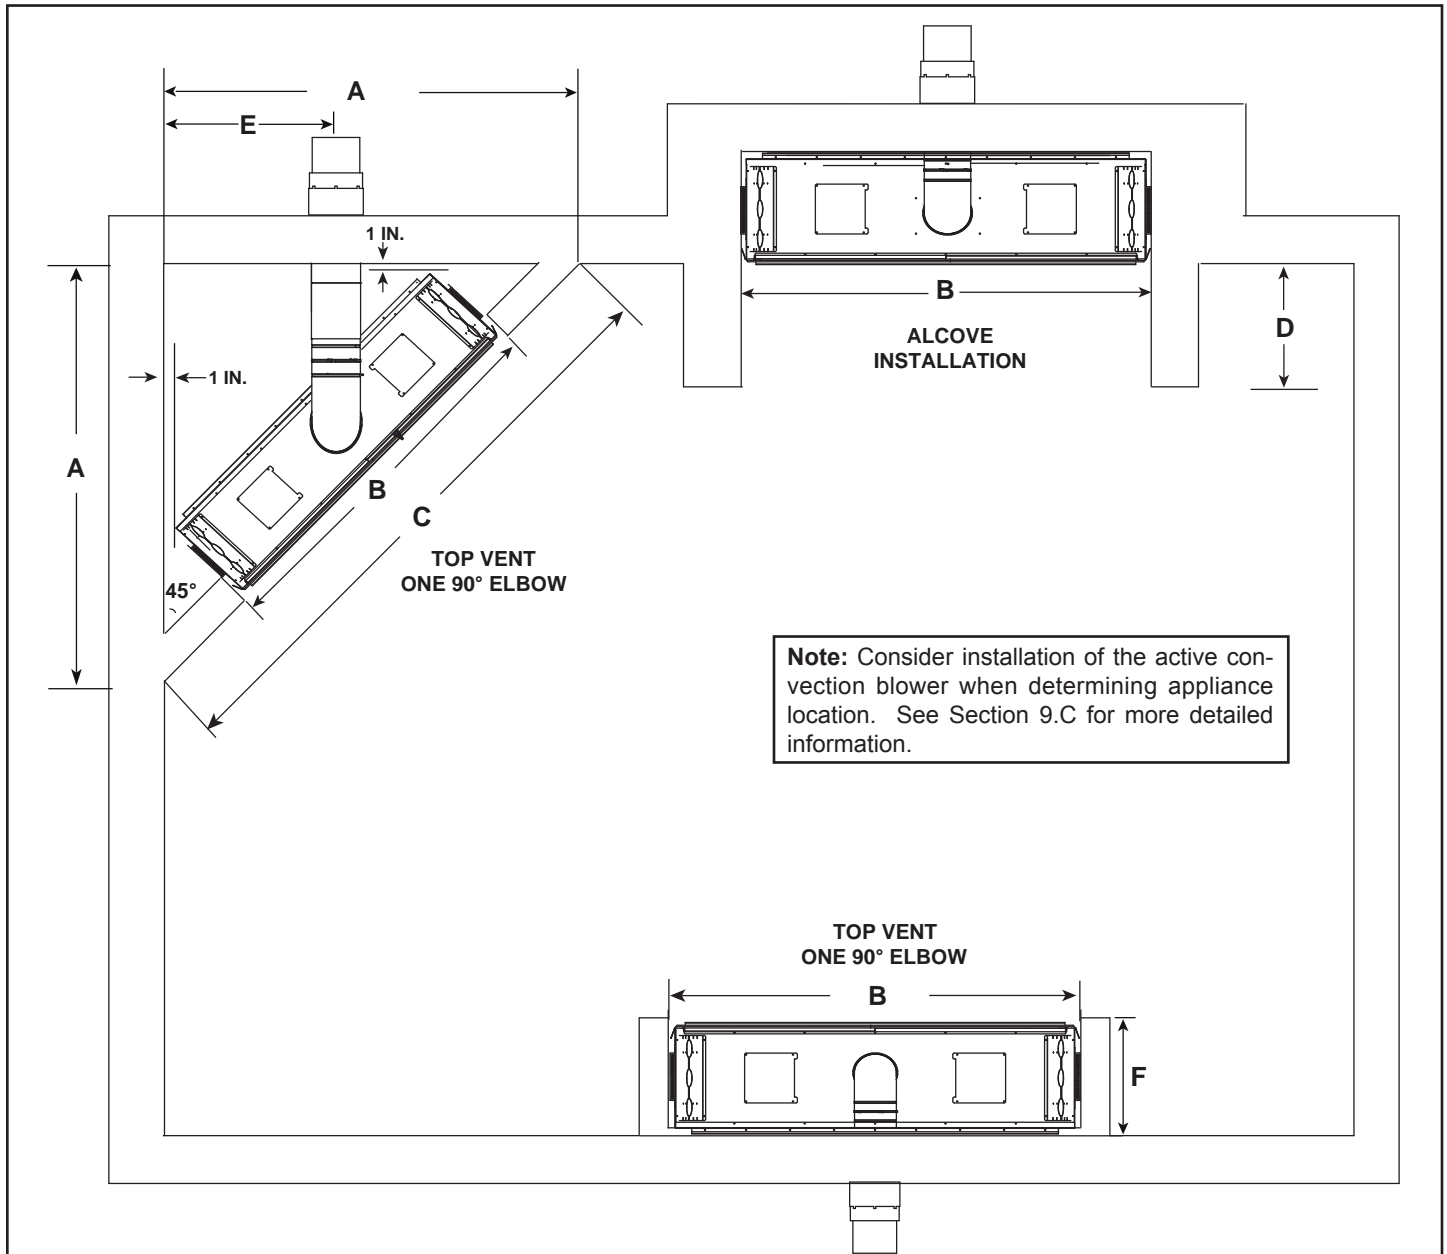 A
E
1 IN.
B
ALCOVE
INSTALLATION
D
1 IN.
A
B
C
TOP VENT
ONE 90° ELBOW
45°
Note: Consider installation of the active con-
vection blower when determining appliance
location. See Section 9.C for more detailed
information.
TOP VENT
ONE 90° ELBOW
B
F